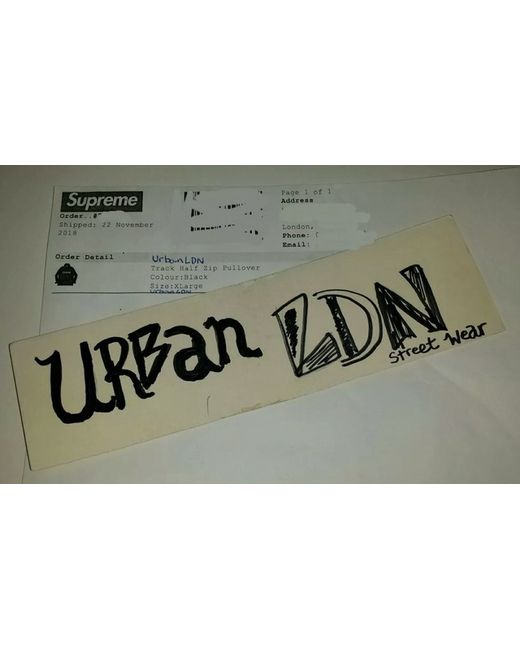 Supreme
Page 1 of 1
Address
Order..
Shipped: 22 November
2018
London,
Phone:
Email:
Order Detail
UrbanLDN
Track Half Zip Pullover
Colour:Black
Size:XLarge
UrbanLDN
URBan LDN
Street Wear